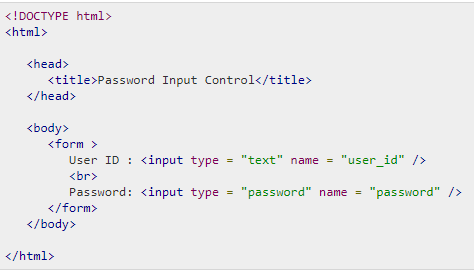 <!DOCTYPE html>
<html>
<head>
<title>Password Input Control</title>
</head>
<body>
<form >
User ID : <input type = "text" name = "user_id" />
<br>
Password: <input type = "password" name = "password" />
</form>
</body>
</html>